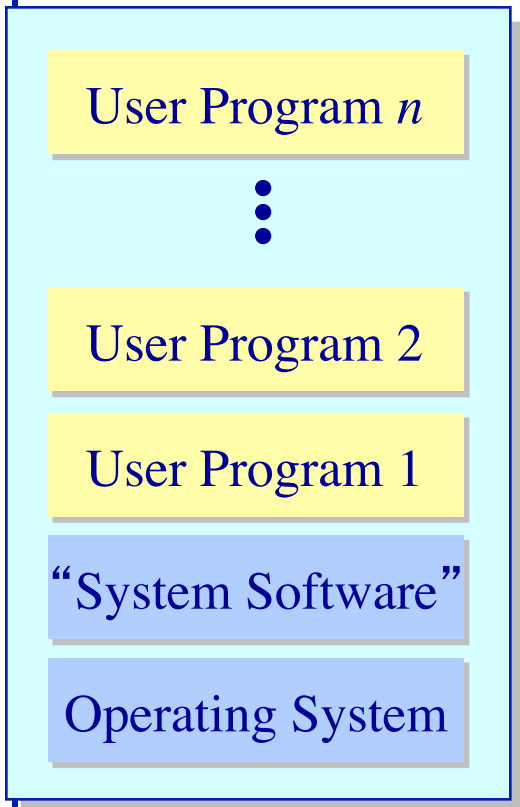 User Program n
User Program 2
User Program 1
“System Software”
Operating System